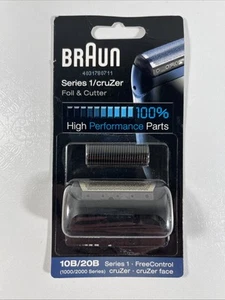 BRAUN
Series 1/cruZer
Foil & Cutter
100%
High Performance Parts
10B/20B
(1000/2000 Series)
Series 1 · FreeControl
cruZer · cruZer face